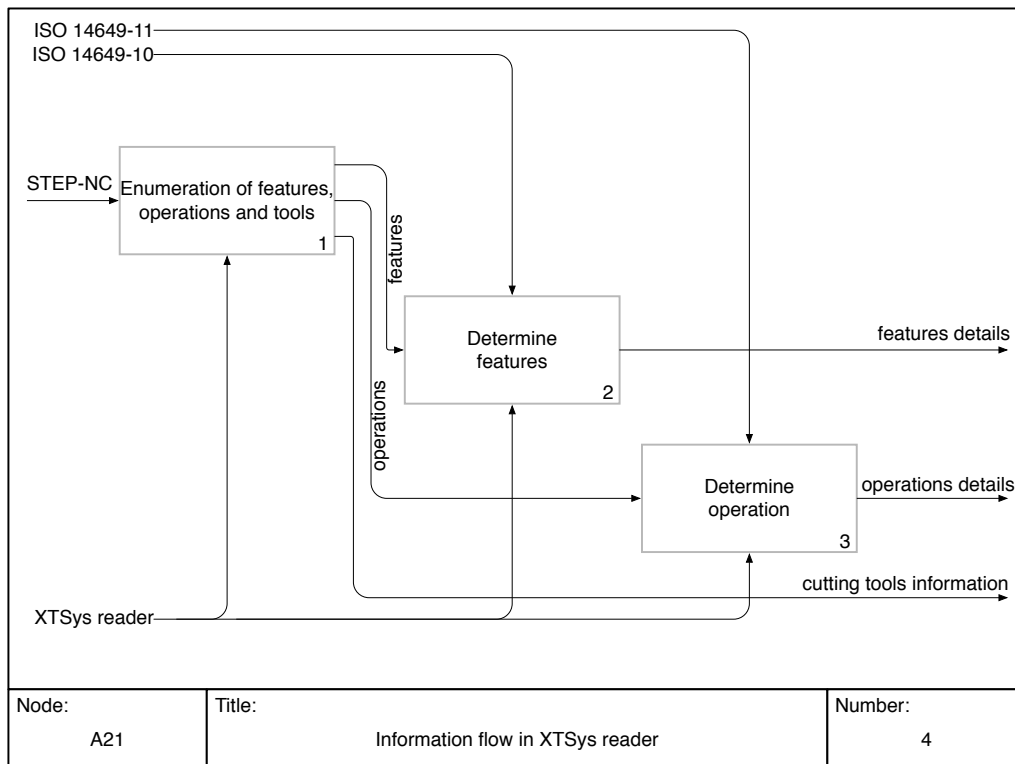 ISO 14649-11
ISO 14649-10
STEP-NC
Enumeration of features,
operations and tools
1
features
operations
Determine
features
2
features details
Determine
operation
3
operations details
cutting tools information
XTSys reader
Node:
A21
Title:
Information flow in XTSys reader
Number:
4